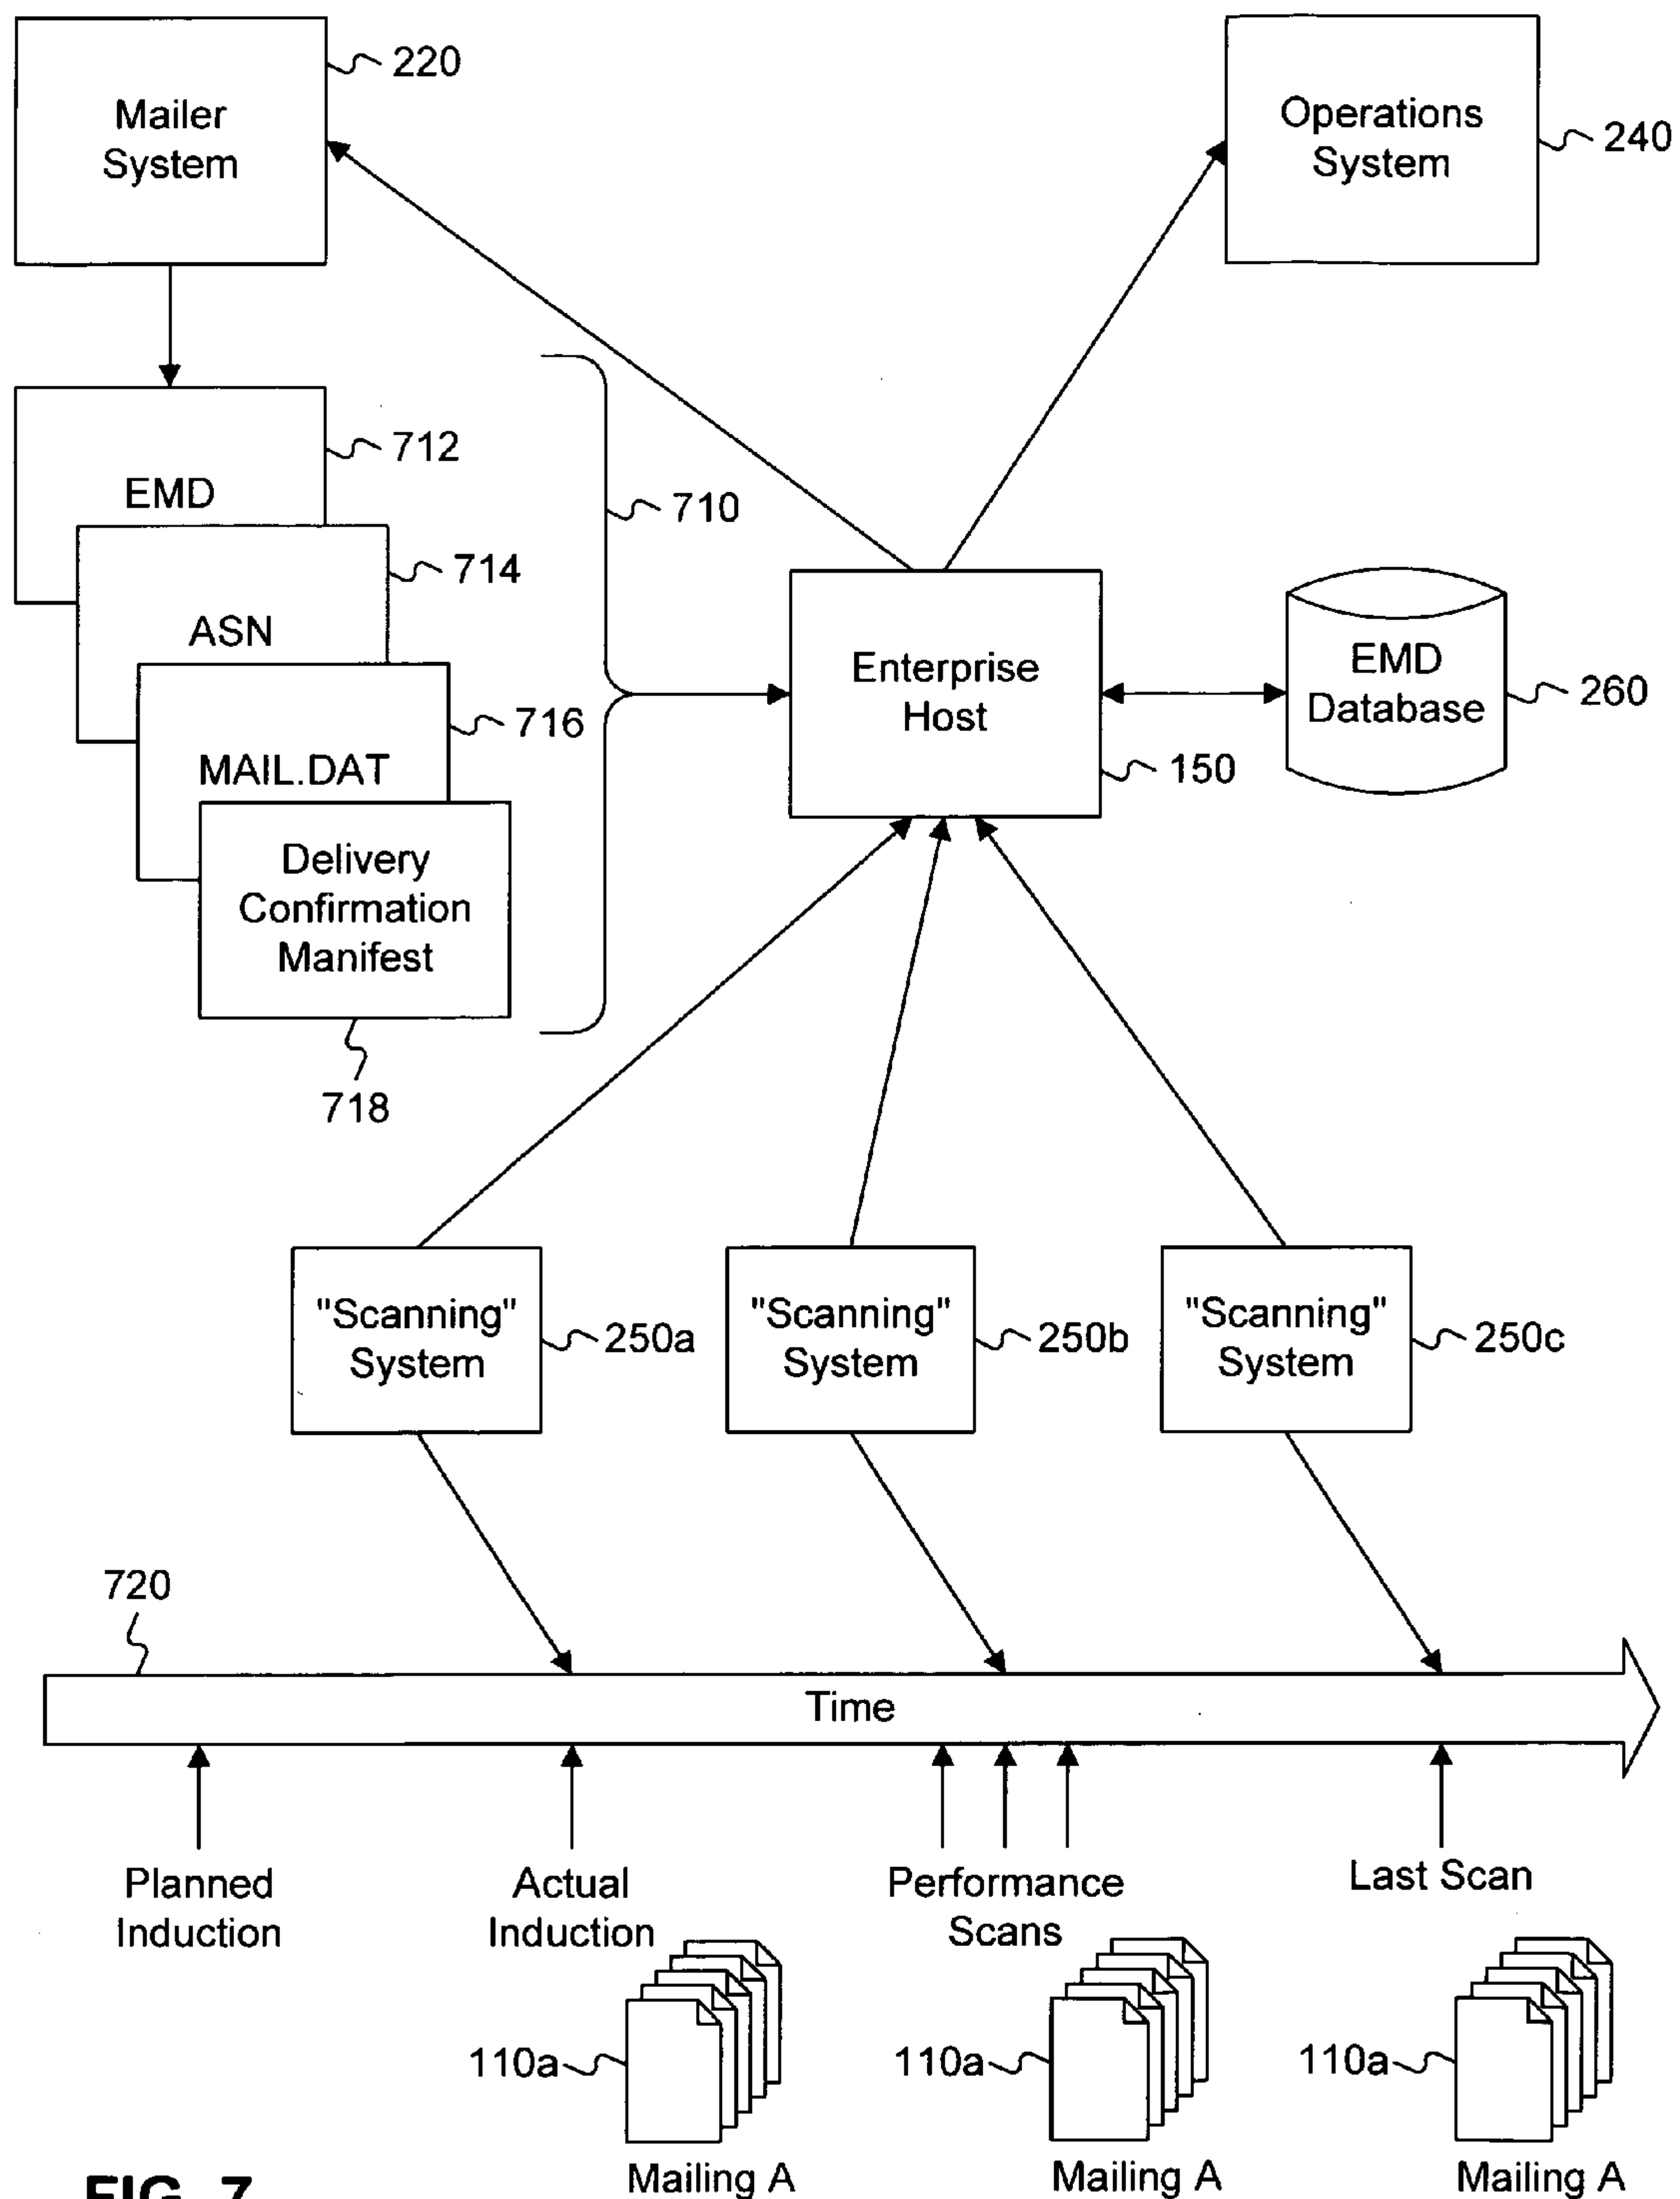 Mailer
System
220
Operations
System
240
EMD
712
ASN
714
MAIL.DAT
716
Delivery
Confirmation
Manifest
718
710
Enterprise
Host
150
EMD
Database
260
"Scanning"
System
250a
"Scanning"
System
250b
"Scanning"
System
250c
720
Time
Planned
Induction
Actual
Induction
Performance
Scans
Last Scan
110a
110a
110a
Mailing A
Mailing A
Mailing A
FIG. 7